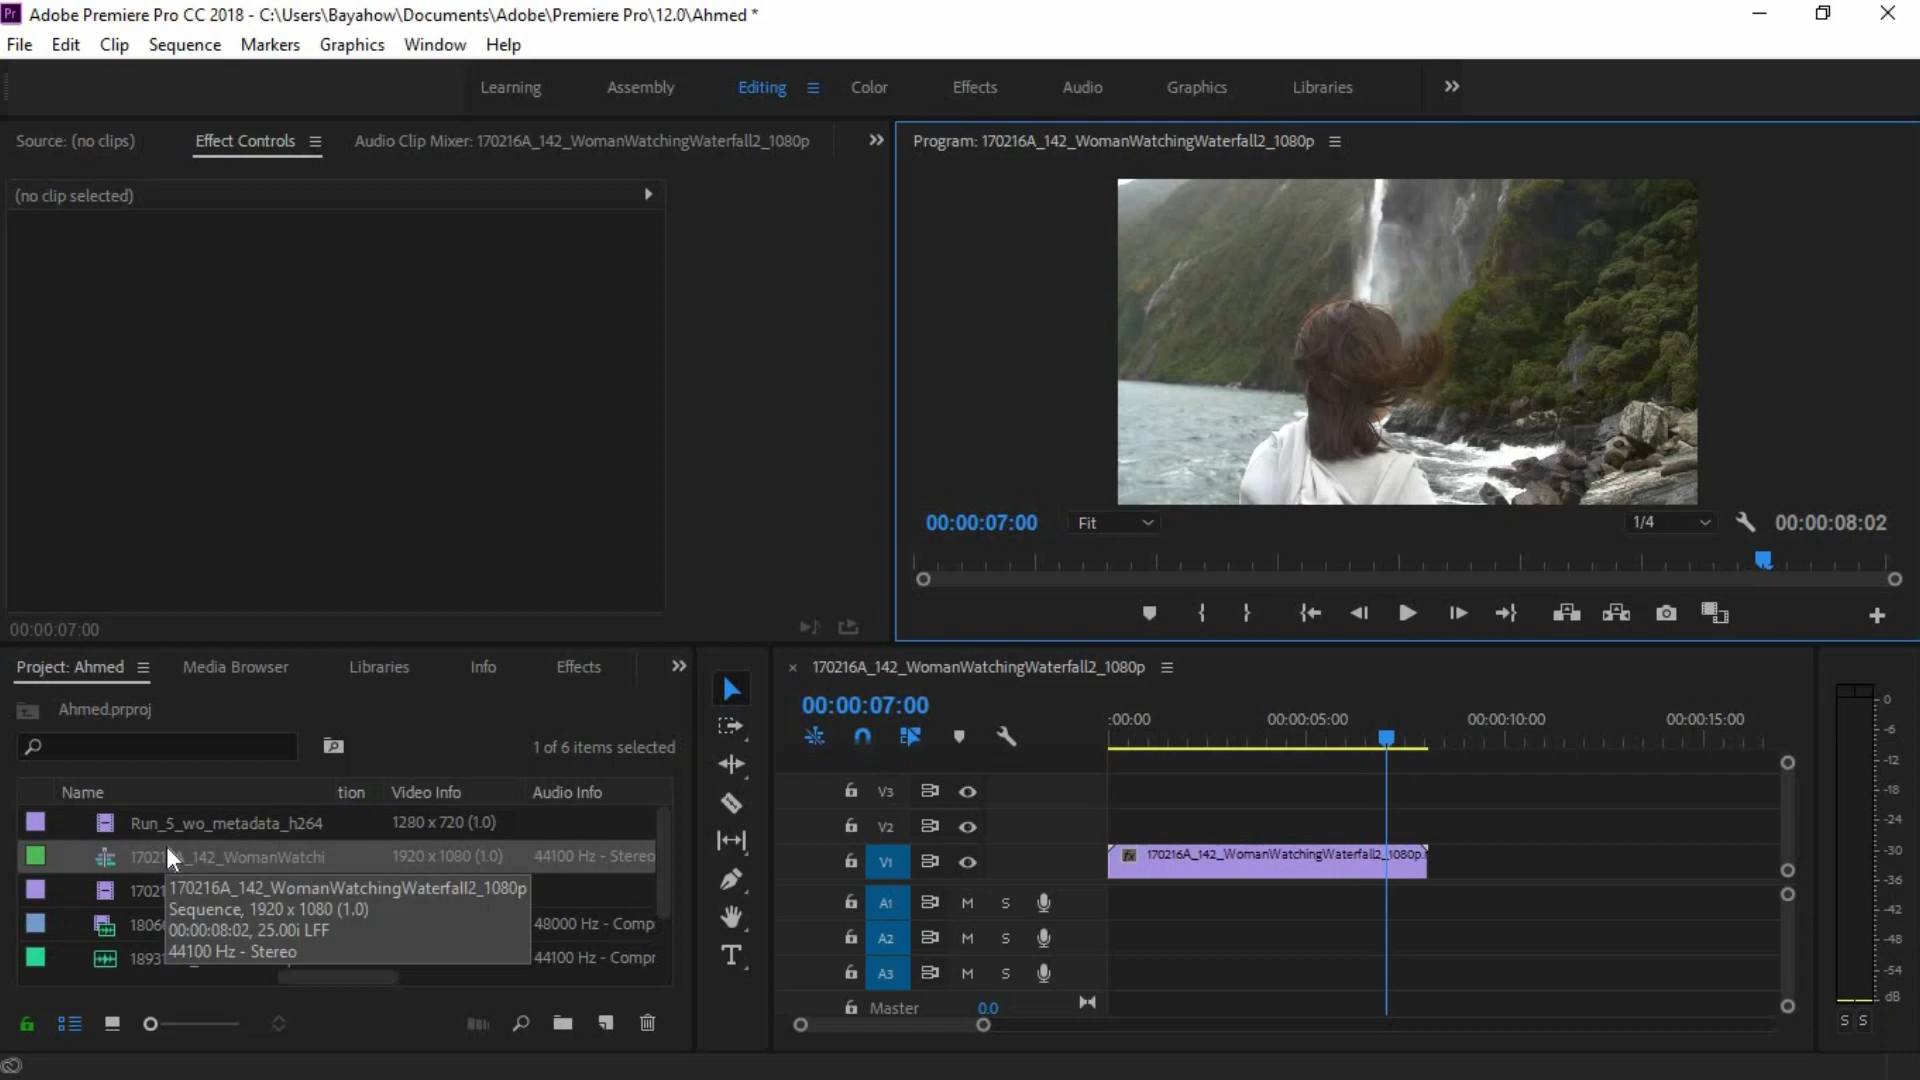 Pr Adobe Premiere Pro CC 2018 - C:\Users\Bayahow\Documents\Adobe\Premiere Pro\12.0\Ahmed *
File Edit Clip Sequence Markers Graphics Window Help
Learning Assembly Editing Color Effects Audio Graphics Libraries
Source: (no clips) Effect Controls Audio Clip Mixer: 170216A_142_WomanWatchingWaterfall2_1080p
Program: 170216A_142_WomanWatchingWaterfall2_1080p
(no clip selected)
00:00:07:00 Fit 1/4 00:00:08:02
00:00:07:00
Project: Ahmed Media Browser Libraries Info Effects
Ahmed.prproj
1 of 6 items selected
Name tion Video Info Audio Info
Run_5_wo_metadata_h264 1280 x 720 (1.0)
1702 _142_WomanWatchi 1920 x 1080 (1.0) 44100 Hz - Stereo
17021
1806 48000 Hz - Comp
1893 44100 Hz - Compr
170216A_142_WomanWatchingWaterfall2_1080p
Sequence, 1920 x 1080 (1.0)
00:00:08:02, 25.00i LFF
44100 Hz - Stereo
170216A_142_WomanWatchingWaterfall2_1080p
00:00:07:00
:00:00 00:00:05:00 00:00:10:00 00:00:15:00
V3
V2
V1 fx 170216A_142_WomanWatchingWaterfall2_1080p.
A1 M S
A2 M S
A3 M S
Master 0.0
T
0
-6
-12
-18
-24
-30
-36
-42
-48
-54
dB
S S